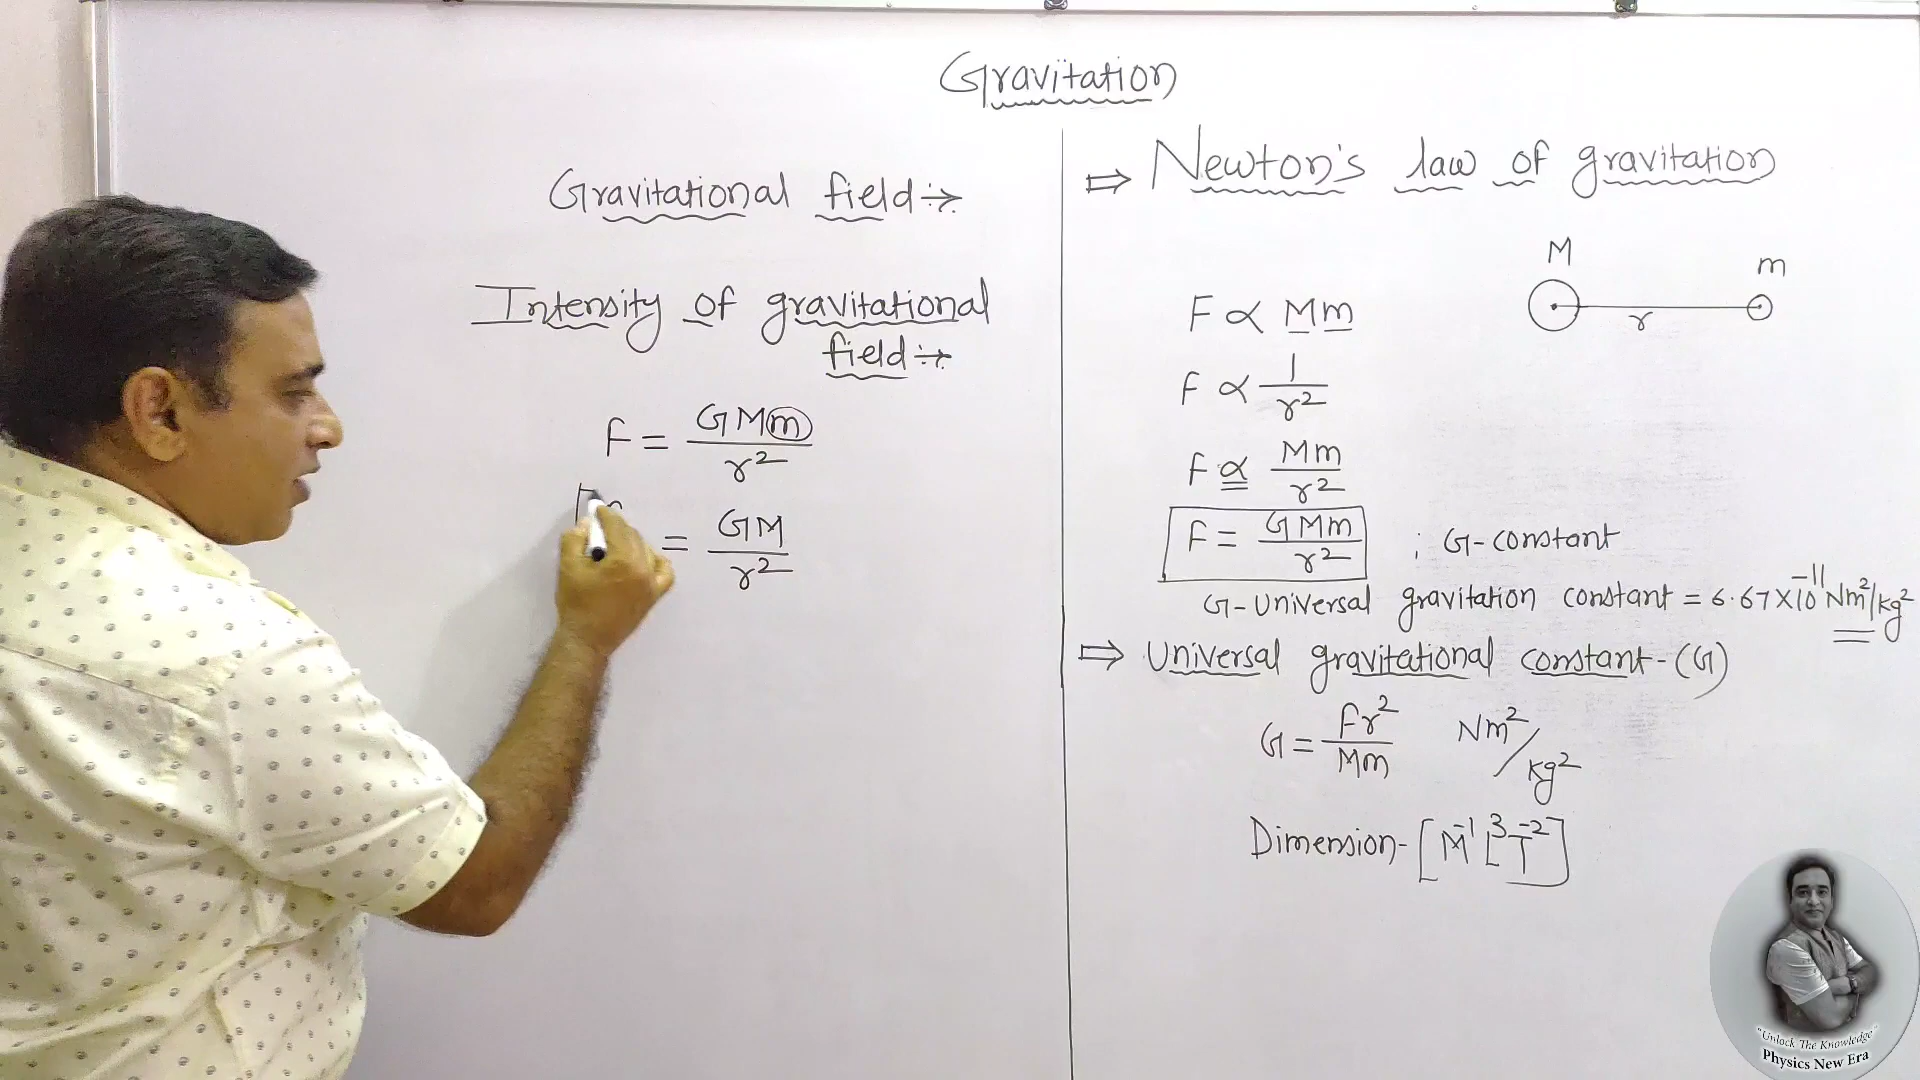 Gravitation
Gravitational field :→
Intensity of gravitational
field :→
F = GMm/r²
= GM/r²
⇒ Newton's law of gravitation
M m
r
F ∝ Mm
F ∝ 1/r²
F ∝ Mm/r²
F = GMm/r² ; G-constant
G-Universal gravitation constant = 6.67×10⁻¹¹ Nm²/kg²
⇒ Universal gravitational constant-(G)
G = Fr²/Mm Nm²/kg²
Dimension- [M⁻¹L³T⁻²]
"Unlock The Knowledge"
Physics New Era